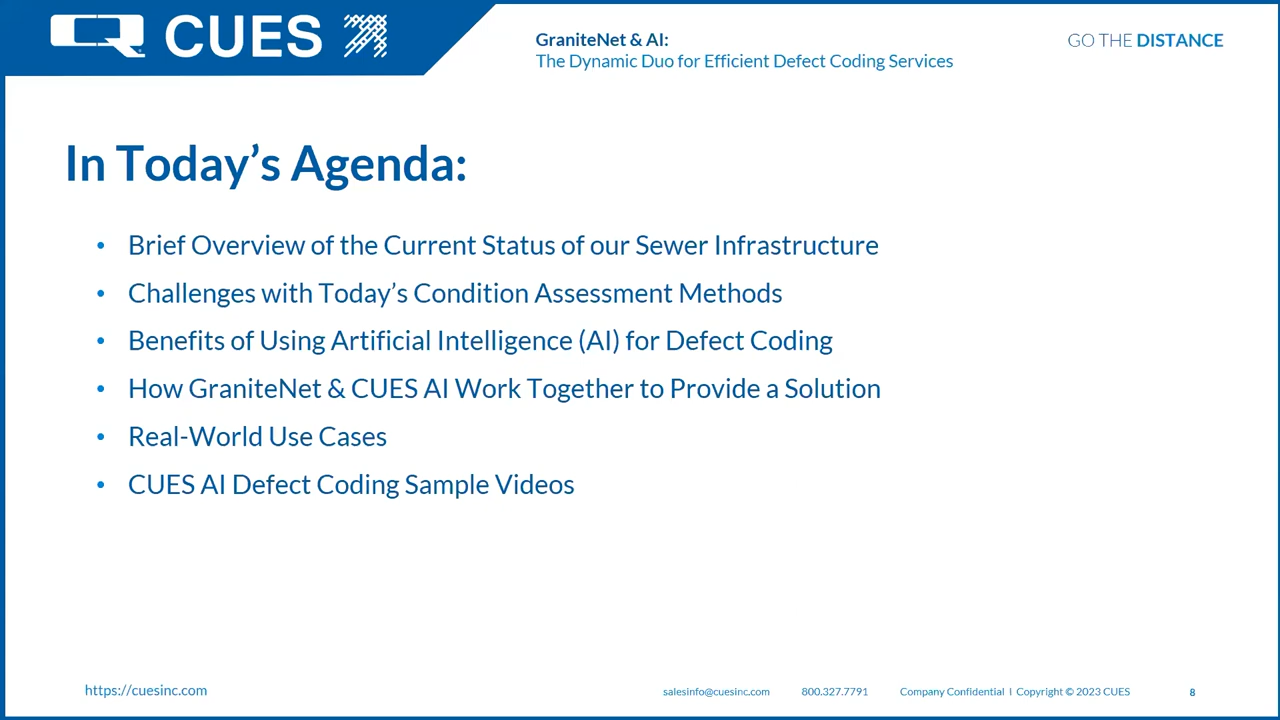 CUES
GraniteNet & AI:
The Dynamic Duo for Efficient Defect Coding Services
GO THE DISTANCE
In Today’s Agenda:
• Brief Overview of the Current Status of our Sewer Infrastructure
• Challenges with Today’s Condition Assessment Methods
• Benefits of Using Artificial Intelligence (AI) for Defect Coding
• How GraniteNet & CUES AI Work Together to Provide a Solution
• Real-World Use Cases
• CUES AI Defect Coding Sample Videos
https://cuesinc.com
salesinfo@cuesinc.com
800.327.7791
Company Confidential I Copyright © 2023 CUES
8